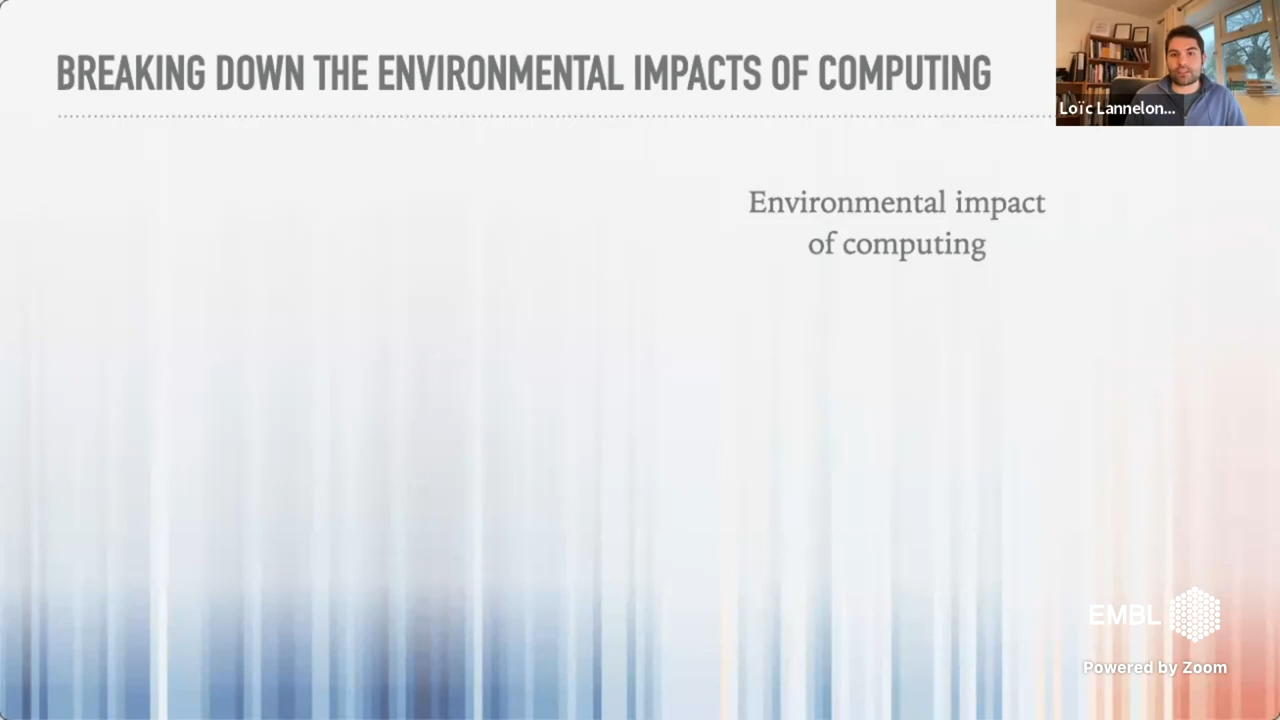 BREAKING DOWN THE ENVIRONMENTAL IMPACTS OF COMPUTING
Loïc Lannelon...
Environmental impact
of computing
EMBL
Powered by Zoom